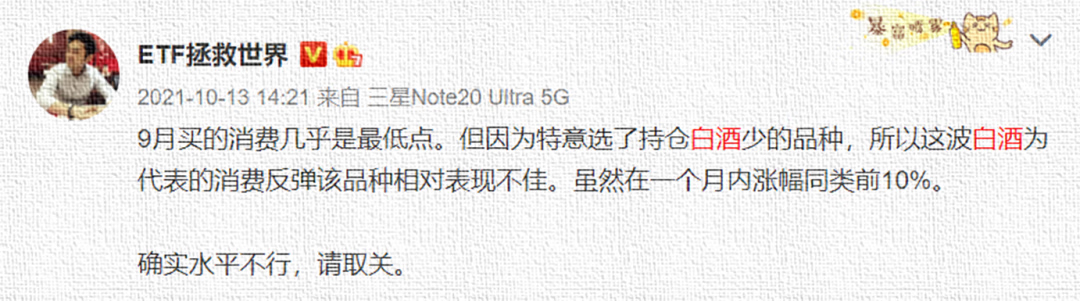 暴富喷雾
ETF拯救世界
2021-10-13 14:21 来自 三星Note20 Ultra 5G
9月买的消费几乎是最低点。但因为特意选了持仓白酒少的品种，所以这波白酒为
代表的消费反弹该品种相对表现不佳。虽然在一个月内涨幅同类前10%。
确实水平不行，请取关。